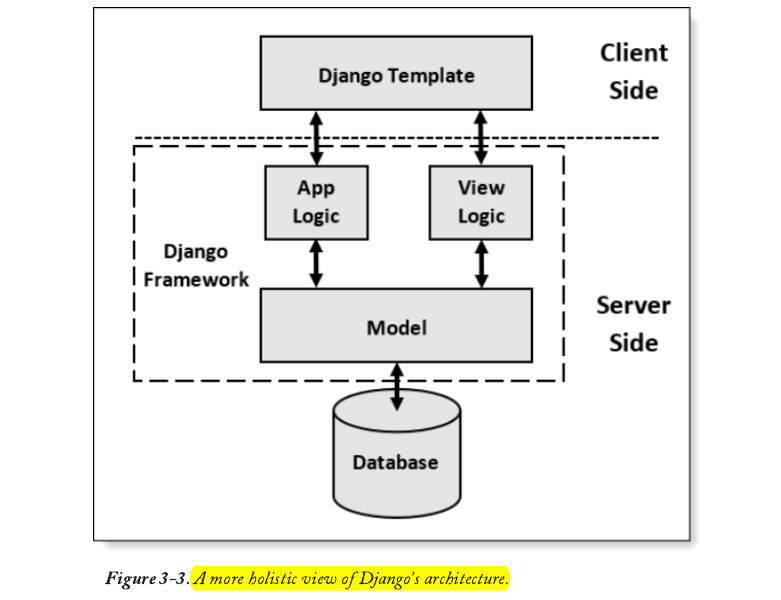 Django Template
Client
Side
App
Logic
View
Logic
Django
Framework
Model
Server
Side
Database
Figure 3-3. A more holistic view of Django's architecture.